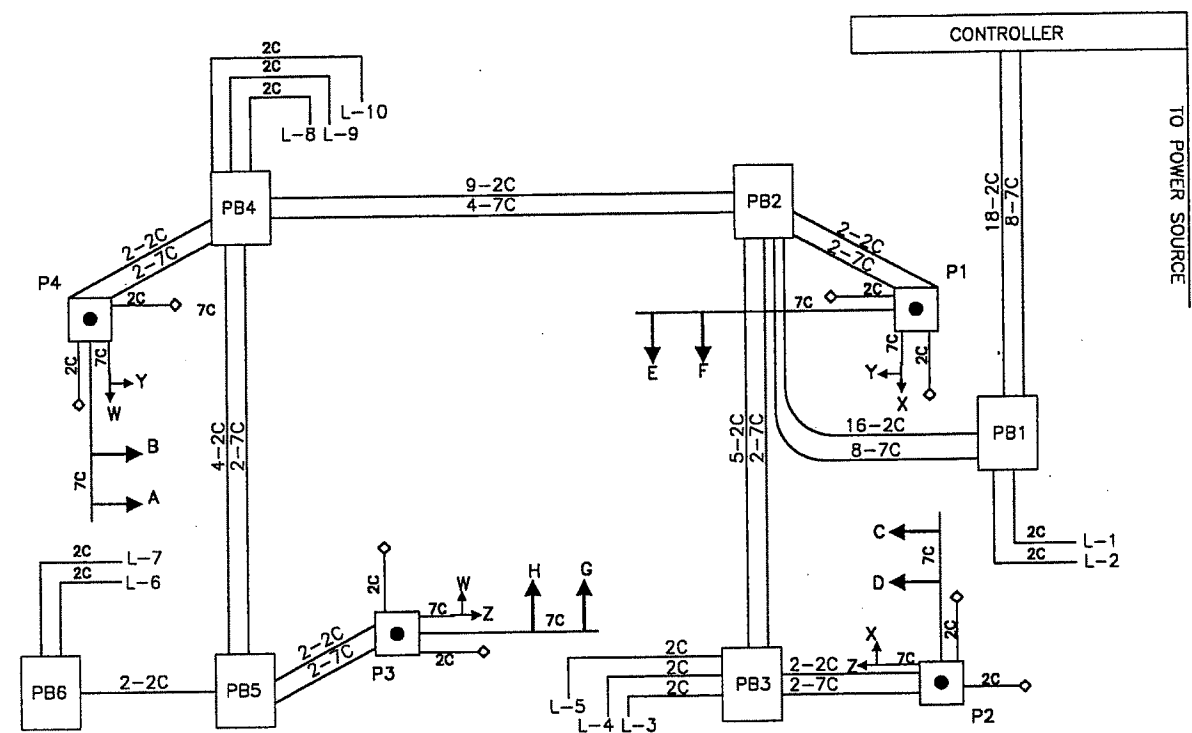 CONTROLLER
TO POWER SOURCE
18-2C
8-7C
2C
2C
2C
L-10
L-8
L-9
PB4
9-2C
4-7C
PB2
2-2C
2-7C
2-2C
2-7C
P4
2C
7C
P1
2C
7C
2C
7C
Y
W
E
F
7C
2C
Y
X
B
A
7C
4-2C
2-7C
5-2C
2-7C
16-2C
8-7C
PB1
2C
L-1
2C
L-2
2C
L-7
2C
L-6
C
D
7C
2C
2C
W
7C
Z
H
G
7C
2-2C
2-7C
P3
2C
PB6
2-2C
PB5
2C
2C
2C
L-5
L-4
L-3
PB3
2-2C
2-7C
X
Z
7C
2C
P2